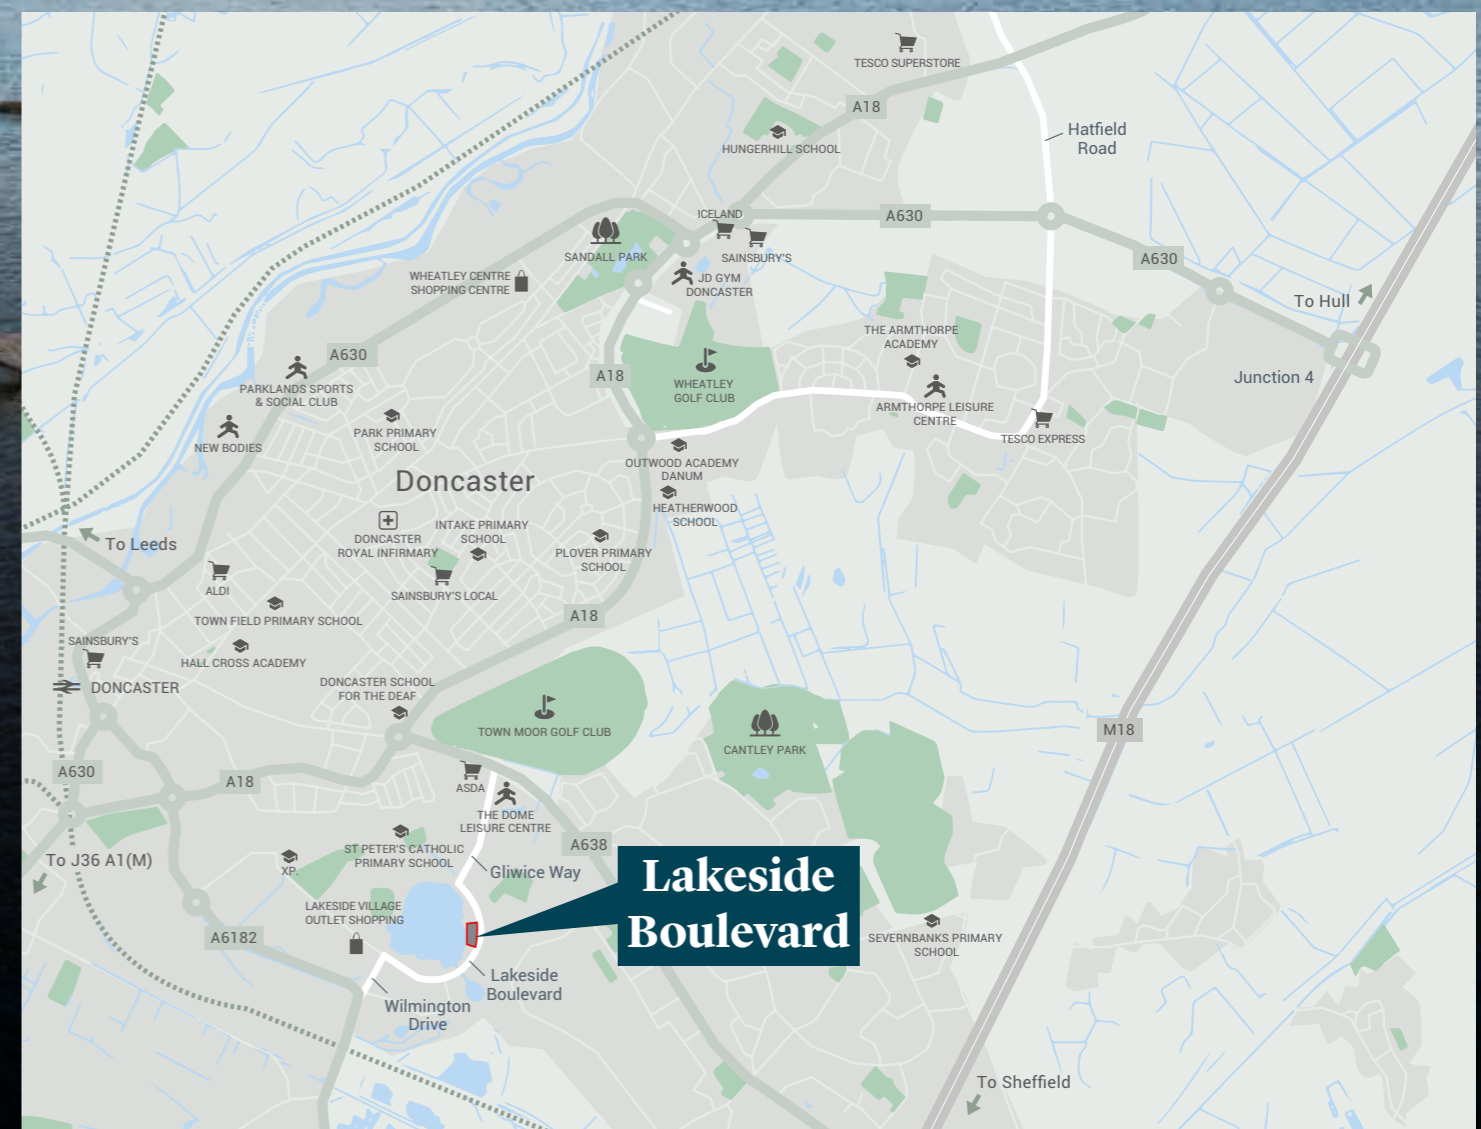 TESCO SUPERSTORE
A18
Hatfield
Road
HUNGERHILL SCHOOL
ICELAND
A630
SAINSBURY'S
SANDALL PARK
A630
WHEATLEY CENTRE
SHOPPING CENTRE
JD GYM
DONCASTER
To Hull
THE ARMTHORPE
ACADEMY
A630
PARKLANDS SPORTS
& SOCIAL CLUB
A18
WHEATLEY
GOLF CLUB
Junction 4
ARMTHORPE LEISURE
CENTRE
TESCO EXPRESS
NEW BODIES
PARK PRIMARY
SCHOOL
OUTWOOD ACADEMY
DANUM
Doncaster
HEATHERWOOD
SCHOOL
To Leeds
DONCASTER
ROYAL INFIRMARY
INTAKE PRIMARY
SCHOOL
PLOVER PRIMARY
SCHOOL
ALDI
SAINSBURY'S LOCAL
TOWN FIELD PRIMARY SCHOOL
A18
SAINSBURY'S
HALL CROSS ACADEMY
DONCASTER
DONCASTER SCHOOL
FOR THE DEAF
TOWN MOOR GOLF CLUB
CANTLEY PARK
M18
A630
A18
ASDA
THE DOME
LEISURE CENTRE
A638
To J36 A1(M)
XP.
ST PETER'S CATHOLIC
PRIMARY SCHOOL
Gliwice Way
Lakeside
Boulevard
LAKESIDE VILLAGE
OUTLET SHOPPING
A6182
SEVERNBANKS PRIMARY
SCHOOL
Lakeside
Boulevard
Wilmington
Drive
To Sheffield